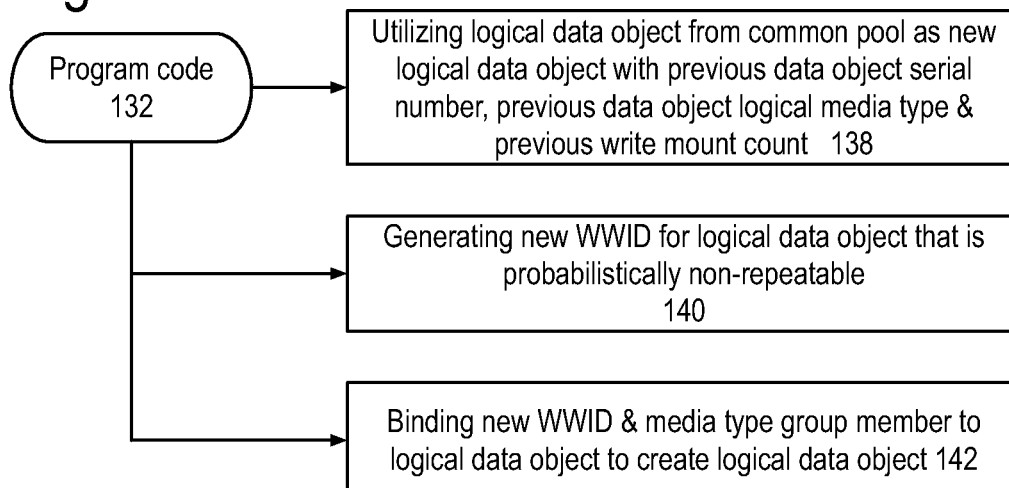 Program code
132
Utilizing logical data object from common pool as new
logical data object with previous data object serial
number, previous data object logical media type &
previous write mount count 138
Generating new WWID for logical data object that is
probabilistically non-repeatable
140
Binding new WWID & media type group member to
logical data object to create logical data object 142